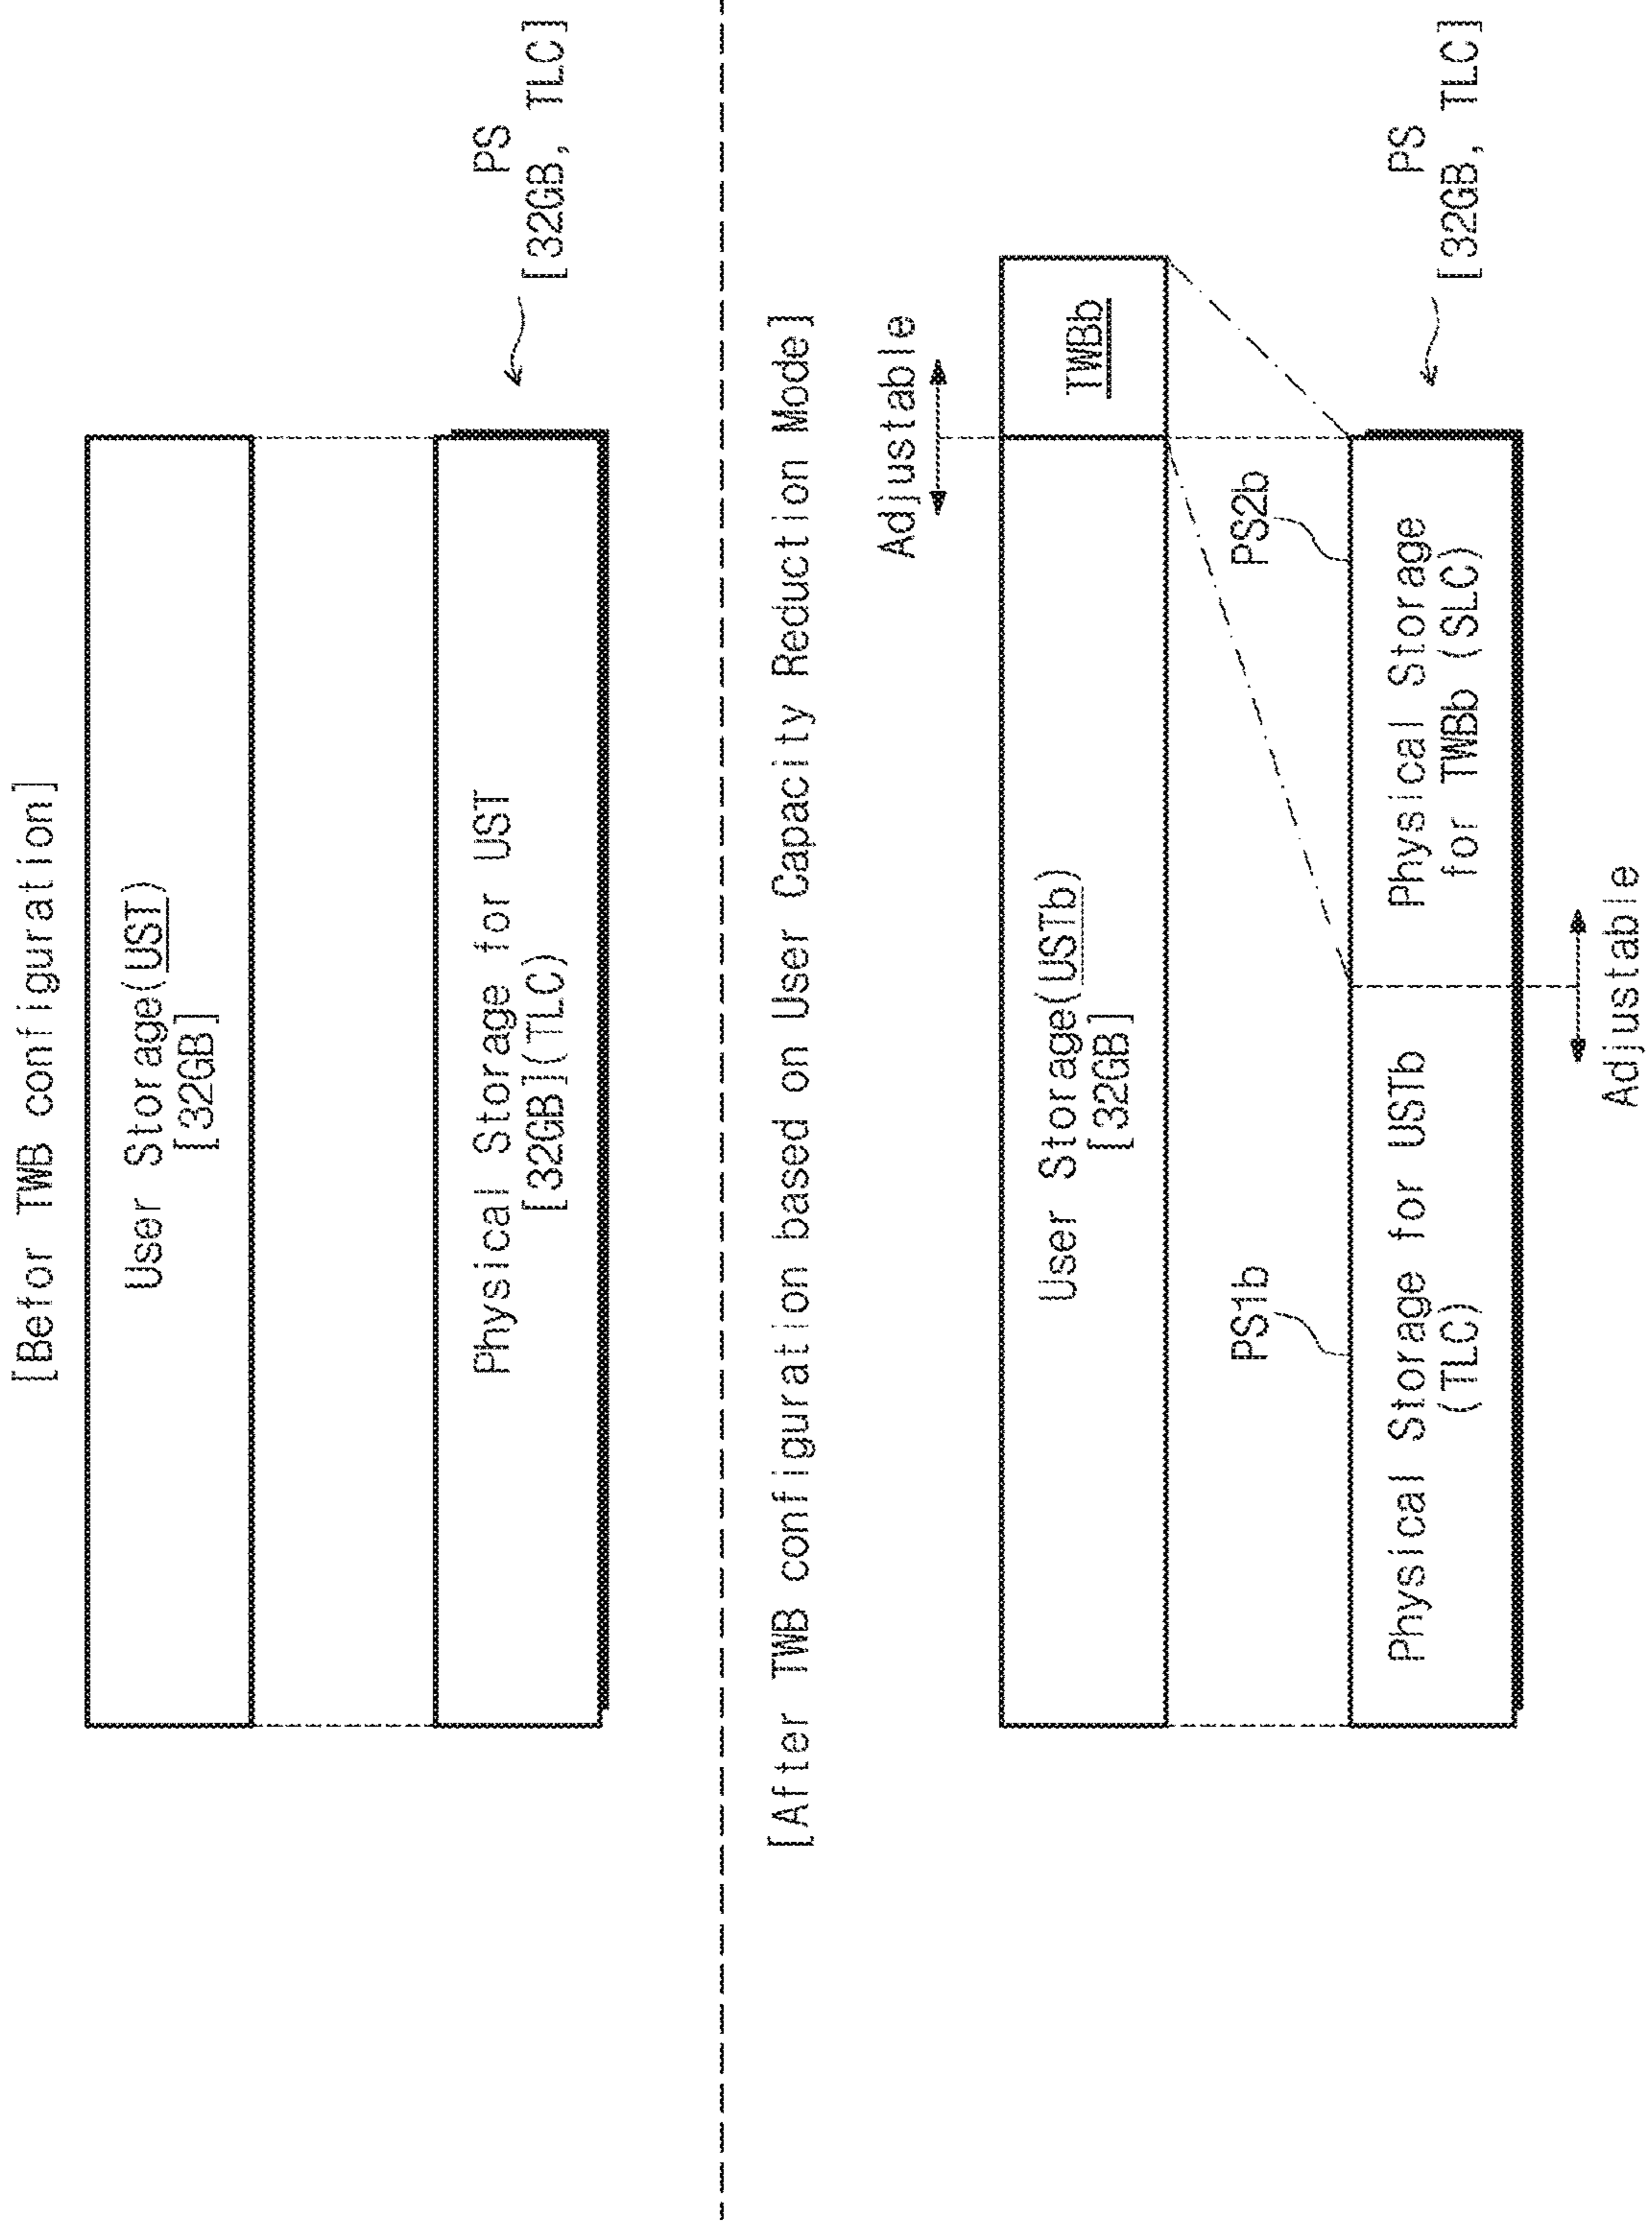 [Befor TWB configuration]
User Storage(UST)
[32GB]
Physical Storage for UST
[32GB](TLC)
PS
[32GB, TLC]
[After TWB configuration based on User Capacity Reduction Mode]
Adjustable
User Storage(USTb)
[32GB]
TWBb
PS1b
PS2b
Physical Storage for USTb
(TLC)
Physical Storage
for TWBb (SLC)
PS
[32GB, TLC]
Adjustable